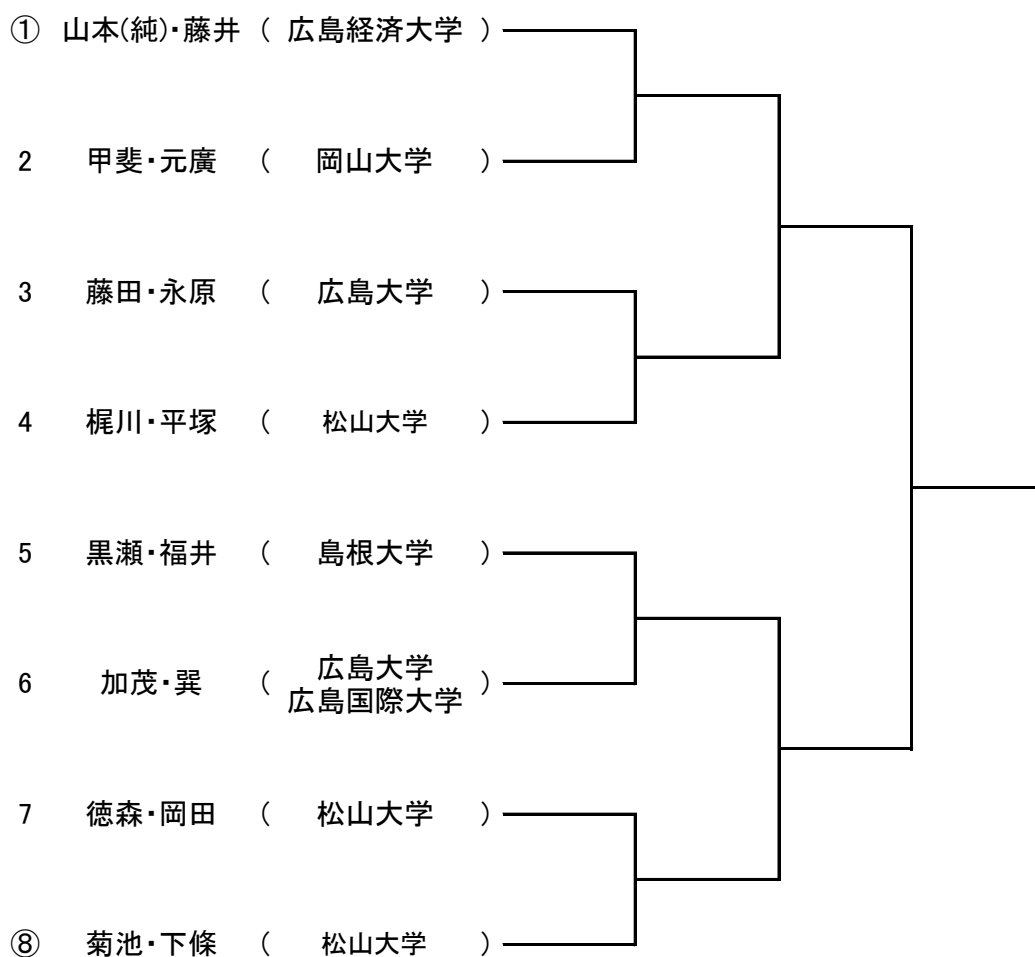 ① 山本(純)・藤井 ( 広島経済大学 )
2 甲斐・元廣 ( 岡山大学 )
3 藤田・永原 ( 広島大学 )
4 梶川・平塚 ( 松山大学 )
5 黒瀬・福井 ( 島根大学 )
6 加茂・巽 ( 広島大学
広島国際大学 )
7 徳森・岡田 ( 松山大学 )
⑧ 菊池・下條 ( 松山大学 )